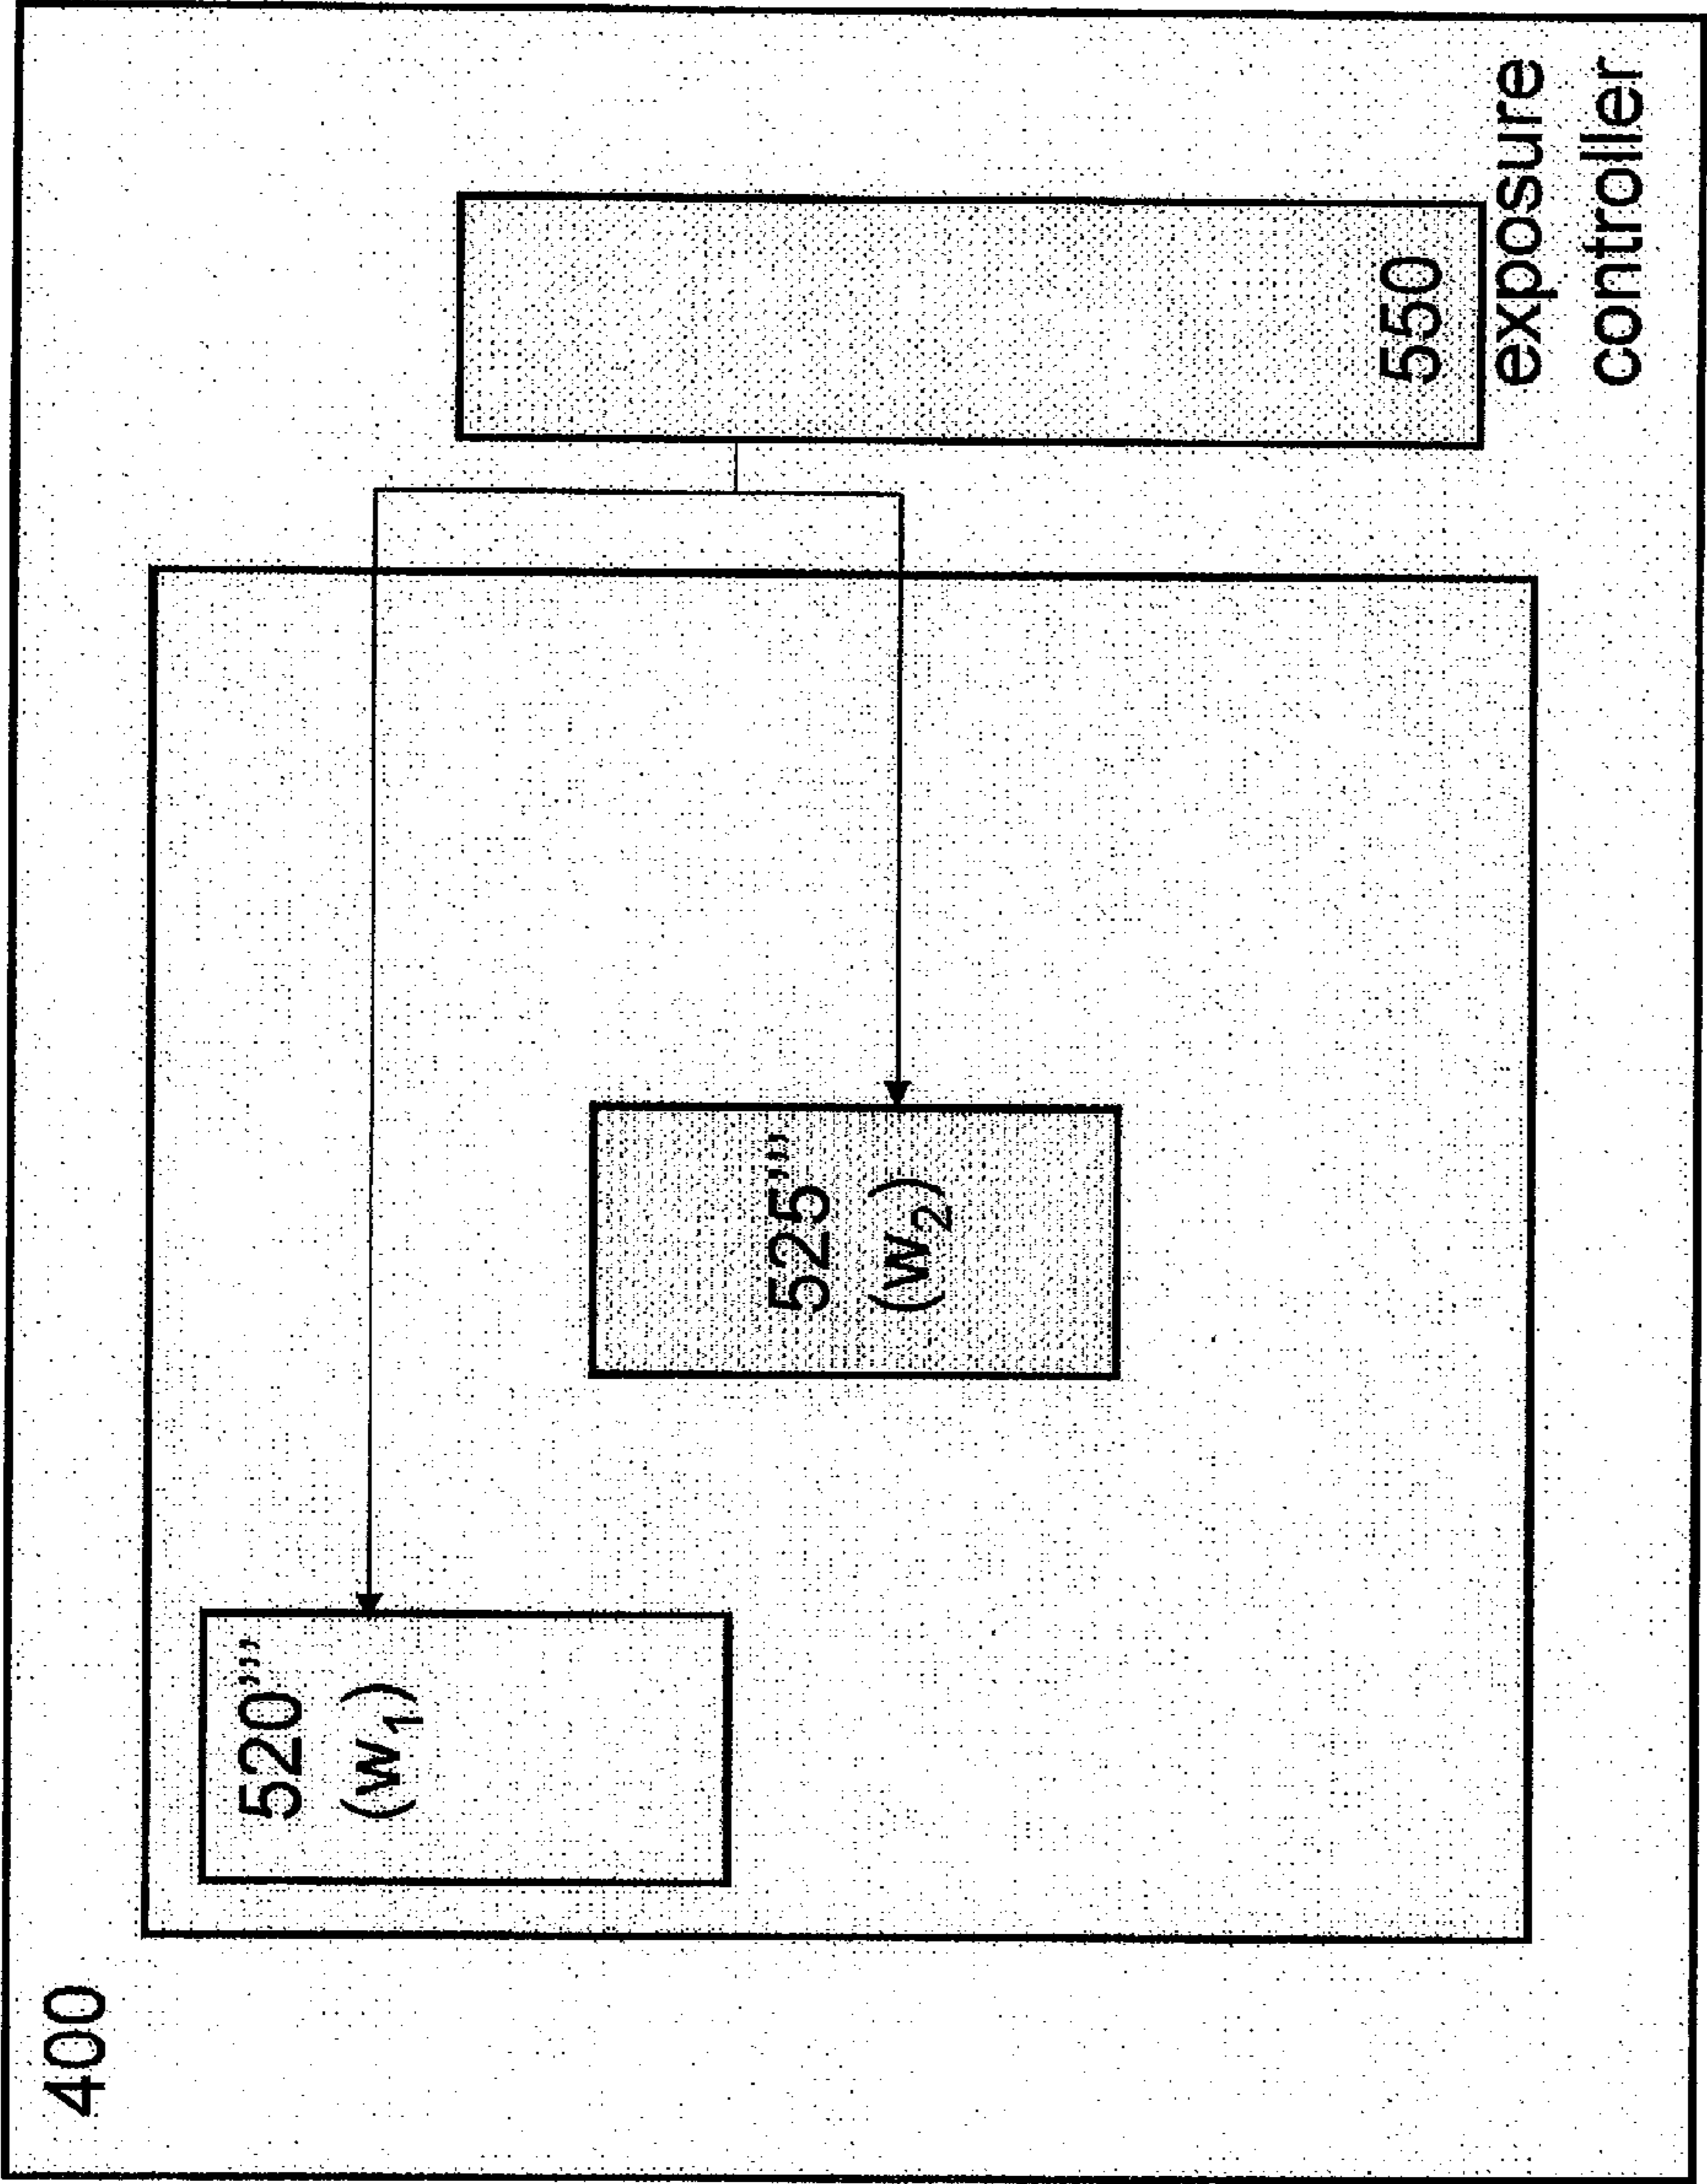 400
520”’
(w₁)
525”’
(w₂)
550
exposure
controller